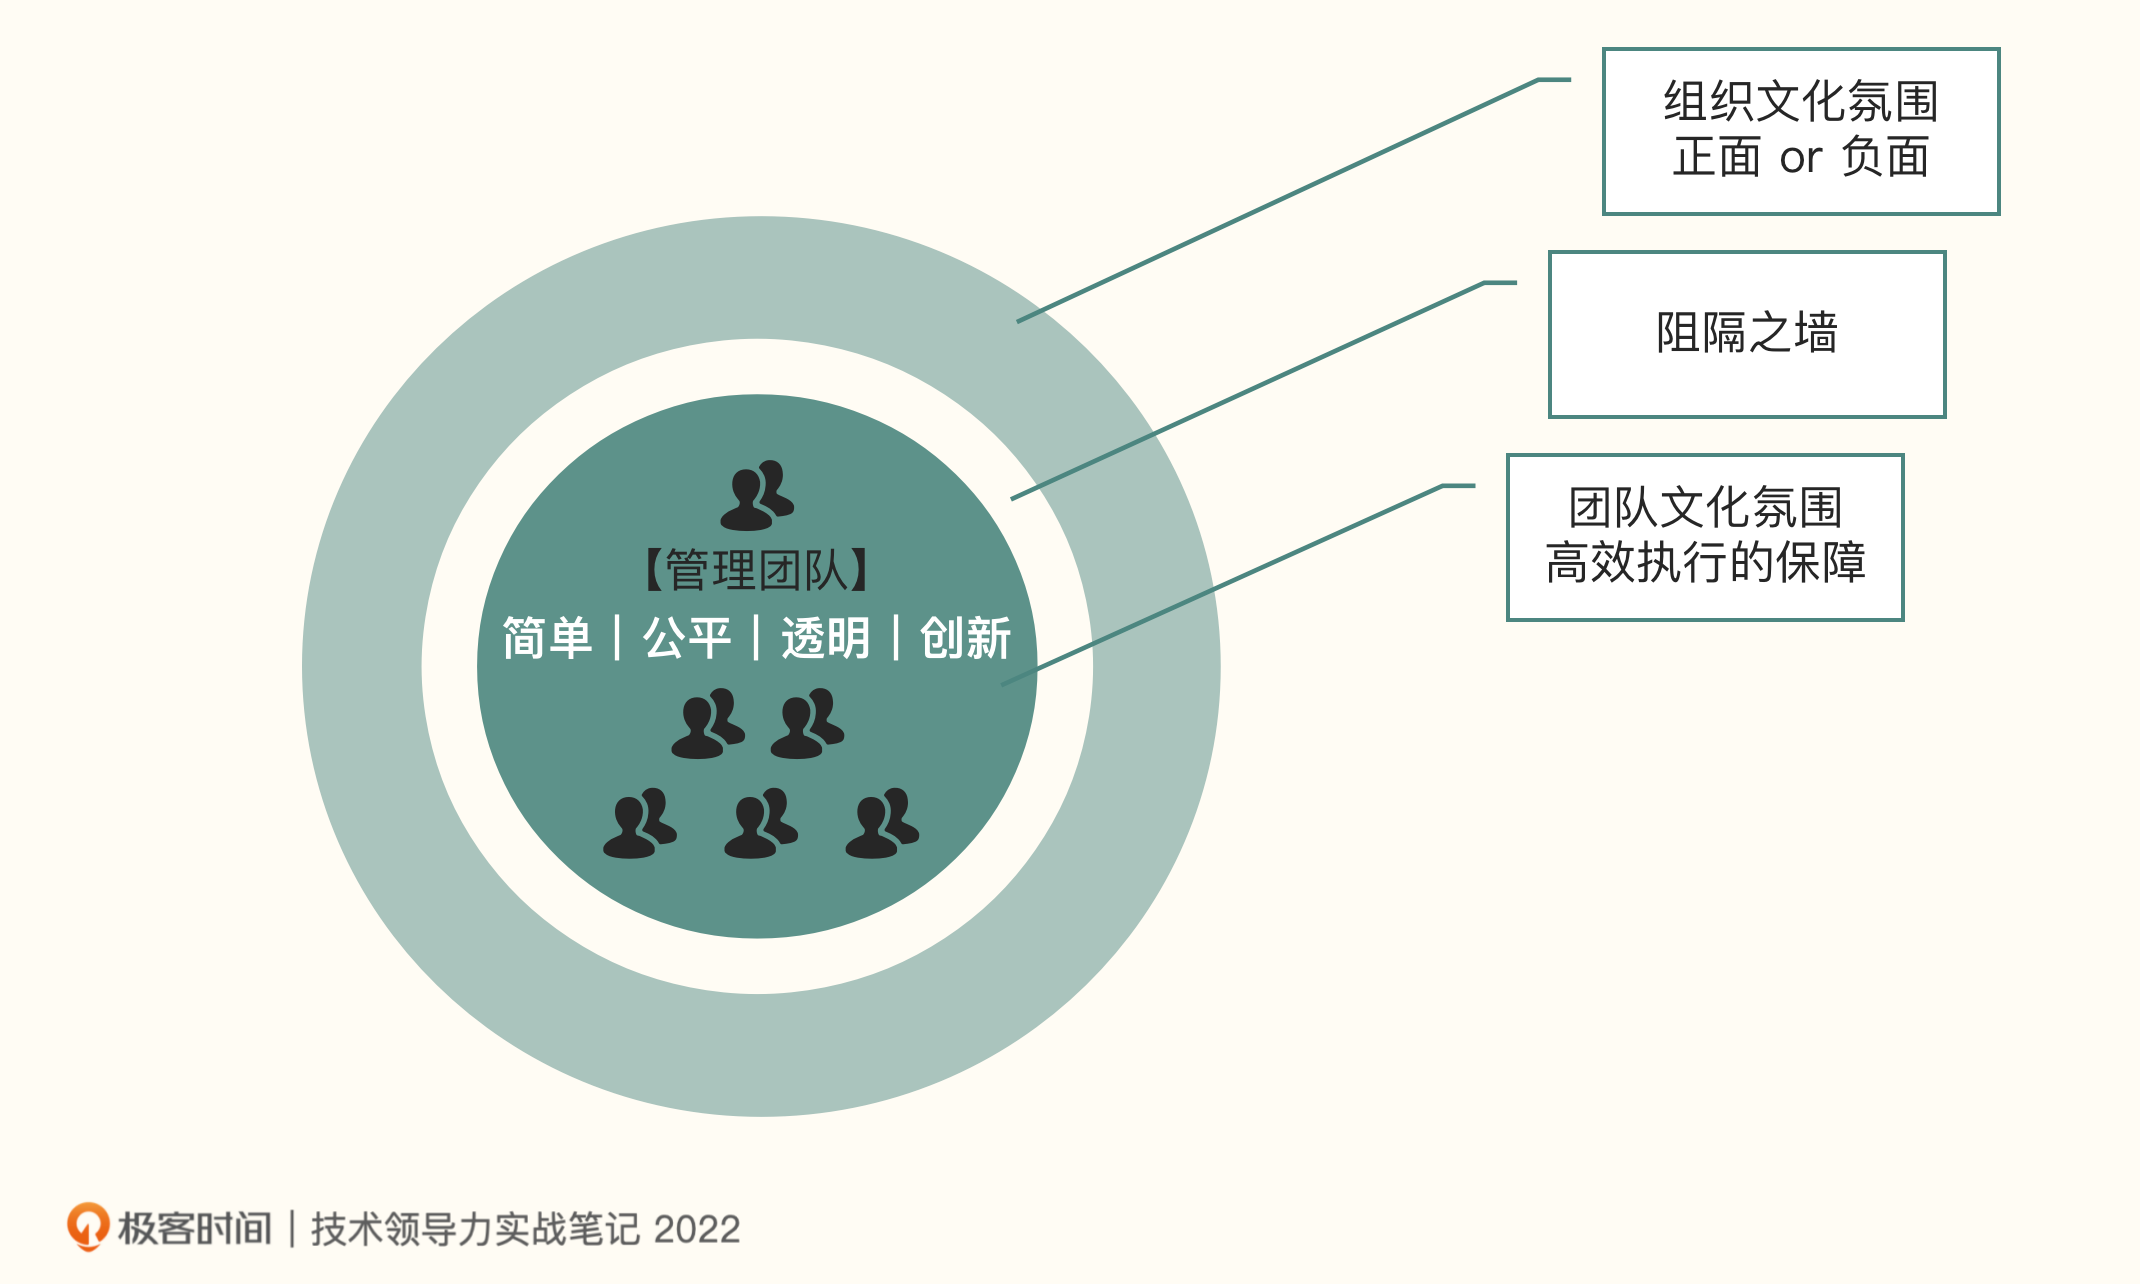 组织文化氛围
正面 or 负面
阻隔之墙
团队文化氛围
高效执行的保障
【管理团队】
简单｜公平｜透明｜创新
极客时间｜技术领导力实战笔记 2022